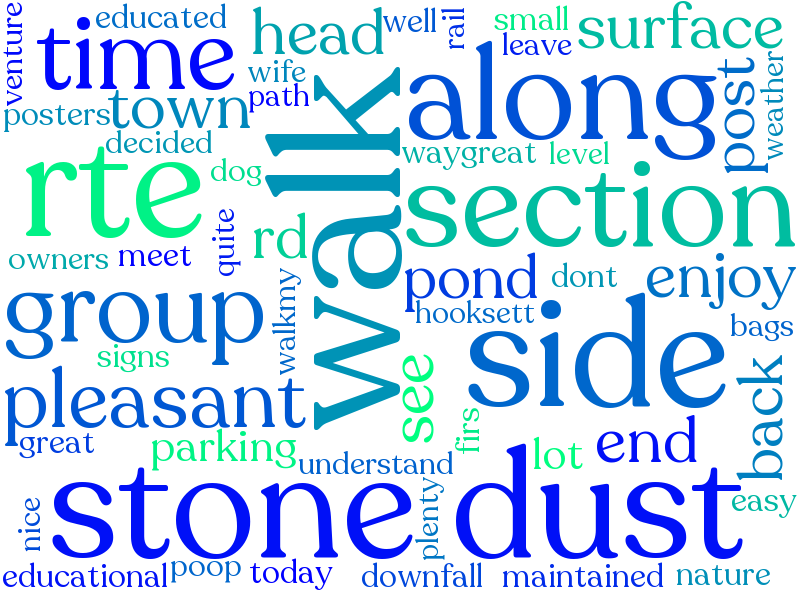 venture
educated
time
head
well
rail
small
leave
surface
wife
path
posters
town
decided
walk
along
post
weather
rte
dog
waygreat
level
section
owners
meet
quite
rd
pond
dont
enjoy
group
walkmy
hooksett
side
bags
signs
pleasant
see
firs
back
great
parking
understand
lot
end
easy
nice
stone
plenty
dust
educational
poop
today
downfall
maintained
nature